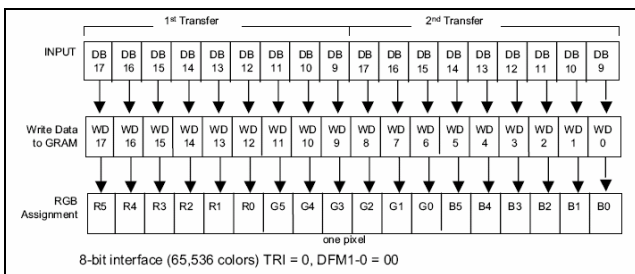 1st Transfer 2nd Transfer
INPUT DB 17 DB 16 DB 15 DB 14 DB 13 DB 12 DB 11 DB 10 DB 9 DB 17 DB 16 DB 15 DB 14 DB 13 DB 12 DB 11 DB 10 DB 9
Write Data to GRAM WD 17 WD 16 WD 15 WD 14 WD 13 WD 12 WD 11 WD 10 WD 9 WD 8 WD 7 WD 6 WD 5 WD 4 WD 3 WD 2 WD 1 WD 0
RGB Assignment R5 R4 R3 R2 R1 R0 G5 G4 G3 G2 G1 G0 B5 B4 B3 B2 B1 B0
one pixel
8-bit interface (65,536 colors) TRI = 0, DFM1-0 = 00